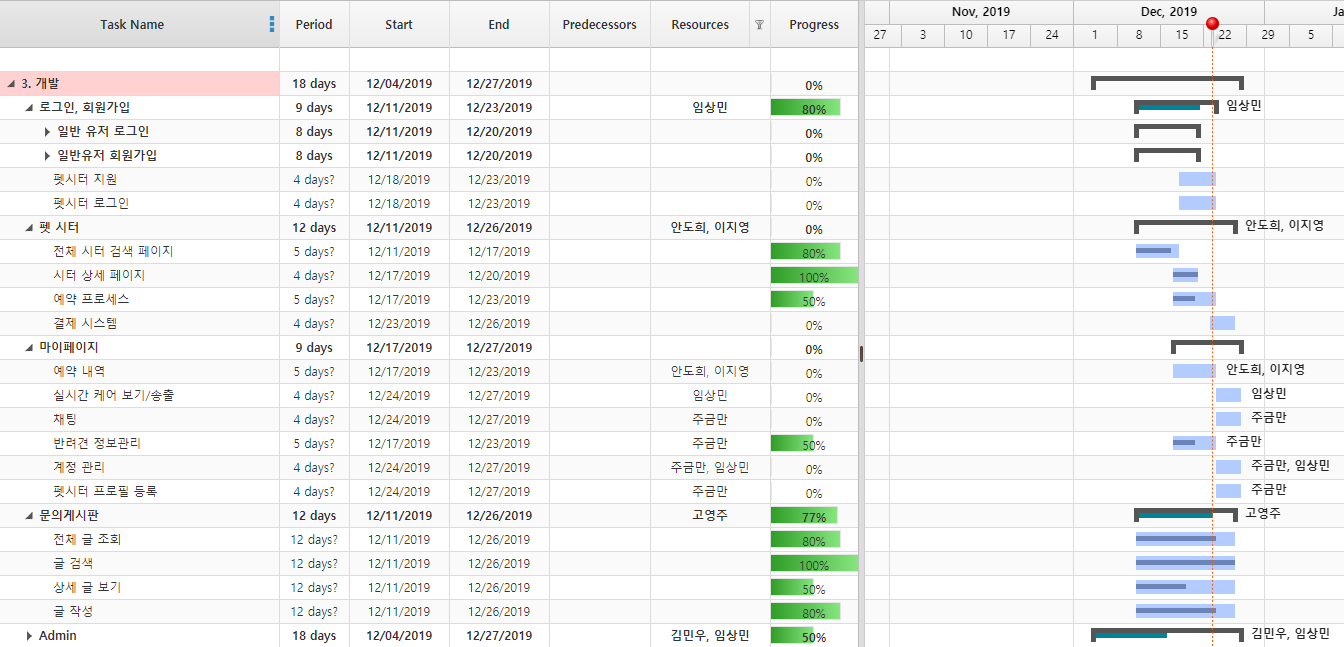 Task Name Period Start End Predecessors Resources Progress
Nov, 2019 Dec, 2019 Ja
27 3 10 17 24 1 8 15 22 29 5
3. 개발 18 days 12/04/2019 12/27/2019 0%
로그인, 회원가입 9 days 12/11/2019 12/23/2019 임상민 80% 임상민
일반 유저 로그인 8 days 12/11/2019 12/20/2019 0%
일반유저 회원가입 8 days 12/11/2019 12/20/2019 0%
펫시터 지원 4 days? 12/18/2019 12/23/2019 0%
펫시터 로그인 4 days? 12/18/2019 12/23/2019 0%
펫 시터 12 days 12/11/2019 12/26/2019 안도희, 이지영 0% 안도희, 이지영
전체 시터 검색 페이지 5 days? 12/11/2019 12/17/2019 80%
시터 상세 페이지 4 days? 12/17/2019 12/20/2019 100%
예약 프로세스 5 days? 12/17/2019 12/23/2019 50%
결제 시스템 4 days? 12/23/2019 12/26/2019 0%
마이페이지 9 days 12/17/2019 12/27/2019 0%
예약 내역 5 days? 12/17/2019 12/23/2019 안도희, 이지영 0% 안도희, 이지영
실시간 케어 보기/송출 4 days? 12/24/2019 12/27/2019 임상민 0% 임상민
채팅 4 days? 12/24/2019 12/27/2019 주금만 0% 주금만
반려견 정보관리 5 days? 12/17/2019 12/23/2019 주금만 50% 주금만
계정 관리 4 days? 12/24/2019 12/27/2019 주금만, 임상민 0% 주금만, 임상민
펫시터 프로필 등록 4 days? 12/24/2019 12/27/2019 주금만 0% 주금만
문의게시판 12 days 12/11/2019 12/26/2019 고영주 77% 고영주
전체 글 조회 12 days? 12/11/2019 12/26/2019 80%
글 검색 12 days? 12/11/2019 12/26/2019 100%
상세 글 보기 12 days? 12/11/2019 12/26/2019 50%
글 작성 12 days? 12/11/2019 12/26/2019 80%
Admin 18 days 12/04/2019 12/27/2019 김민우, 임상민 50% 김민우, 임상민